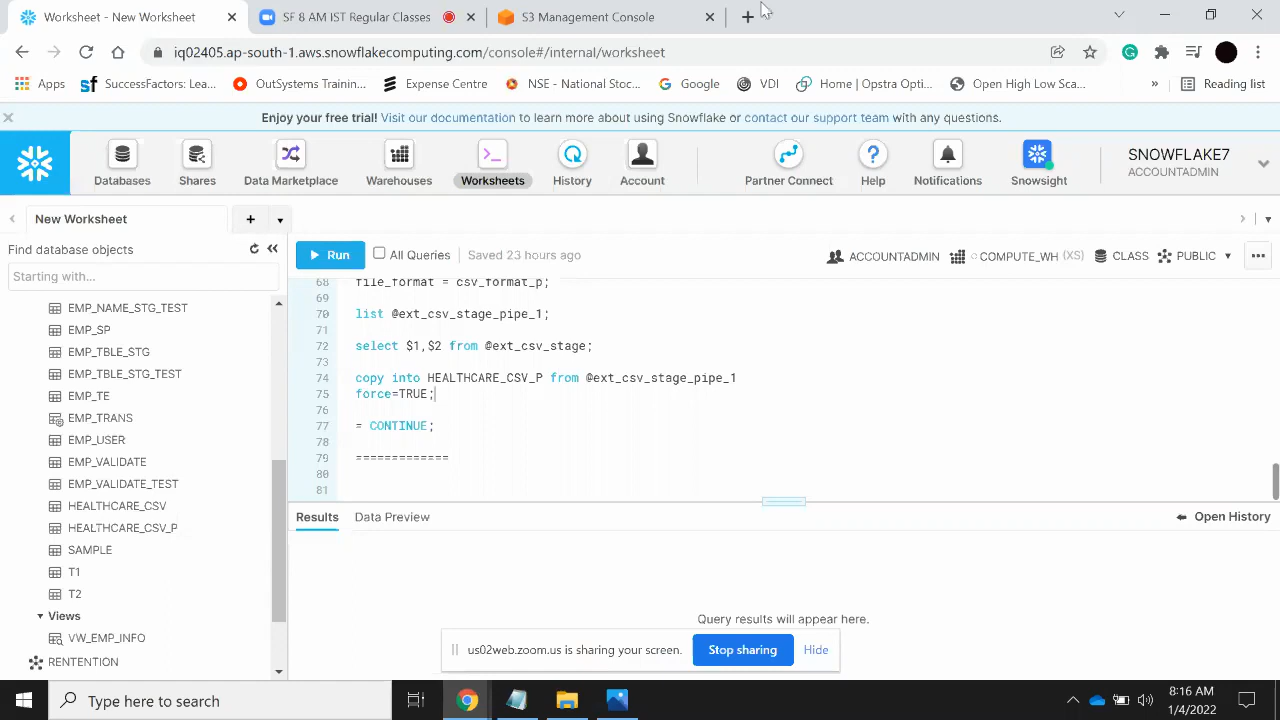 Worksheet - New Worksheet
SF 8 AM IST Regular Classes
S3 Management Console
iq02405.ap-south-1.aws.snowflakecomputing.com/console#/internal/worksheet
Apps
SuccessFactors: Lea...
OutSystems Training...
Expense Centre
NSE - National Stoc...
Google
VDI
Home | Opstra Opti...
Open High Low Sca...
»
Reading list
Enjoy your free trial! Visit our documentation to learn more about using Snowflake or contact our support team with any questions.
Databases
Shares
Data Marketplace
Warehouses
Worksheets
History
Account
Partner Connect
Help
Notifications
Snowsight
SNOWFLAKE7
ACCOUNTADMIN
New Worksheet
Find database objects
Starting with...
Run
All Queries
Saved 23 hours ago
ACCOUNTADMIN
COMPUTE_WH (XS)
CLASS
PUBLIC
EMP_NAME_STG_TEST
EMP_SP
EMP_TBLE_STG
EMP_TBLE_STG_TEST
EMP_TE
EMP_TRANS
EMP_USER
EMP_VALIDATE
EMP_VALIDATE_TEST
HEALTHCARE_CSV
HEALTHCARE_CSV_P
SAMPLE
T1
T2
Views
VW_EMP_INFO
RENTENTION
68 file_format = csv_format_p;
69
70 list @ext_csv_stage_pipe_1;
71
72 select $1,$2 from @ext_csv_stage;
73
74 copy into HEALTHCARE_CSV_P from @ext_csv_stage_pipe_1
75 force=TRUE;
76
77 = CONTINUE;
78
79 =============
80
81
Results
Data Preview
Open History
Query results will appear here.
us02web.zoom.us is sharing your screen.
Stop sharing
Hide
Type here to search
8:16 AM
1/4/2022